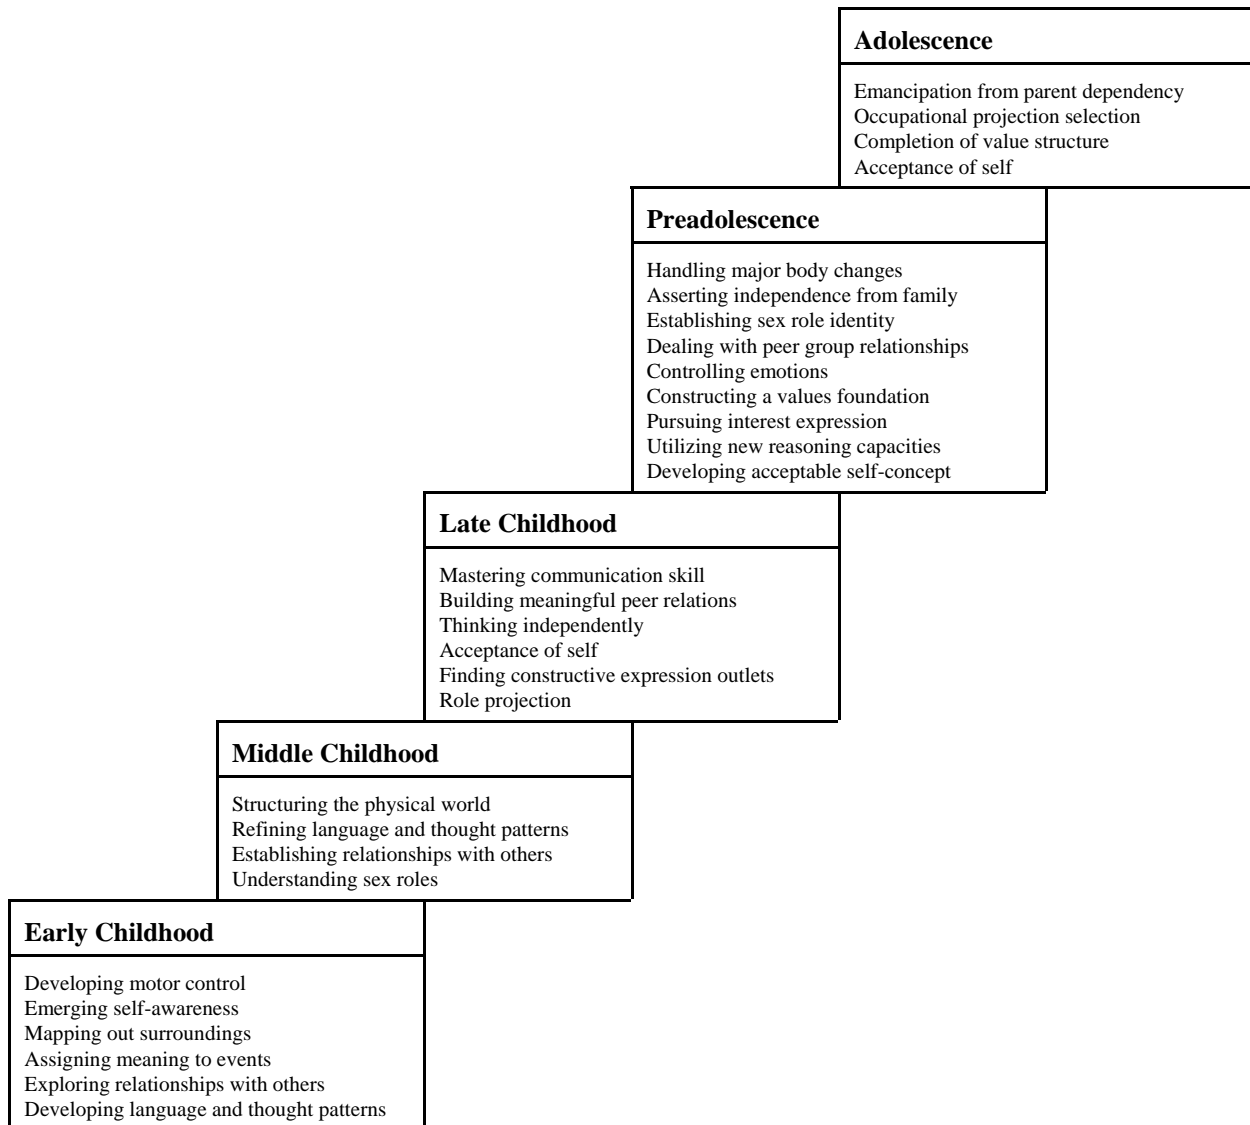 Adolescence
Emancipation from parent dependency
Occupational projection selection
Completion of value structure
Acceptance of self
Preadolescence
Handling major body changes
Asserting independence from family
Establishing sex role identity
Dealing with peer group relationships
Controlling emotions
Constructing a values foundation
Pursuing interest expression
Utilizing new reasoning capacities
Developing acceptable self-concept
Late Childhood
Mastering communication skill
Building meaningful peer relations
Thinking independently
Acceptance of self
Finding constructive expression outlets
Role projection
Middle Childhood
Structuring the physical world
Refining language and thought patterns
Establishing relationships with others
Understanding sex roles
Early Childhood
Developing motor control
Emerging self-awareness
Mapping out surroundings
Assigning meaning to events
Exploring relationships with others
Developing language and thought patterns